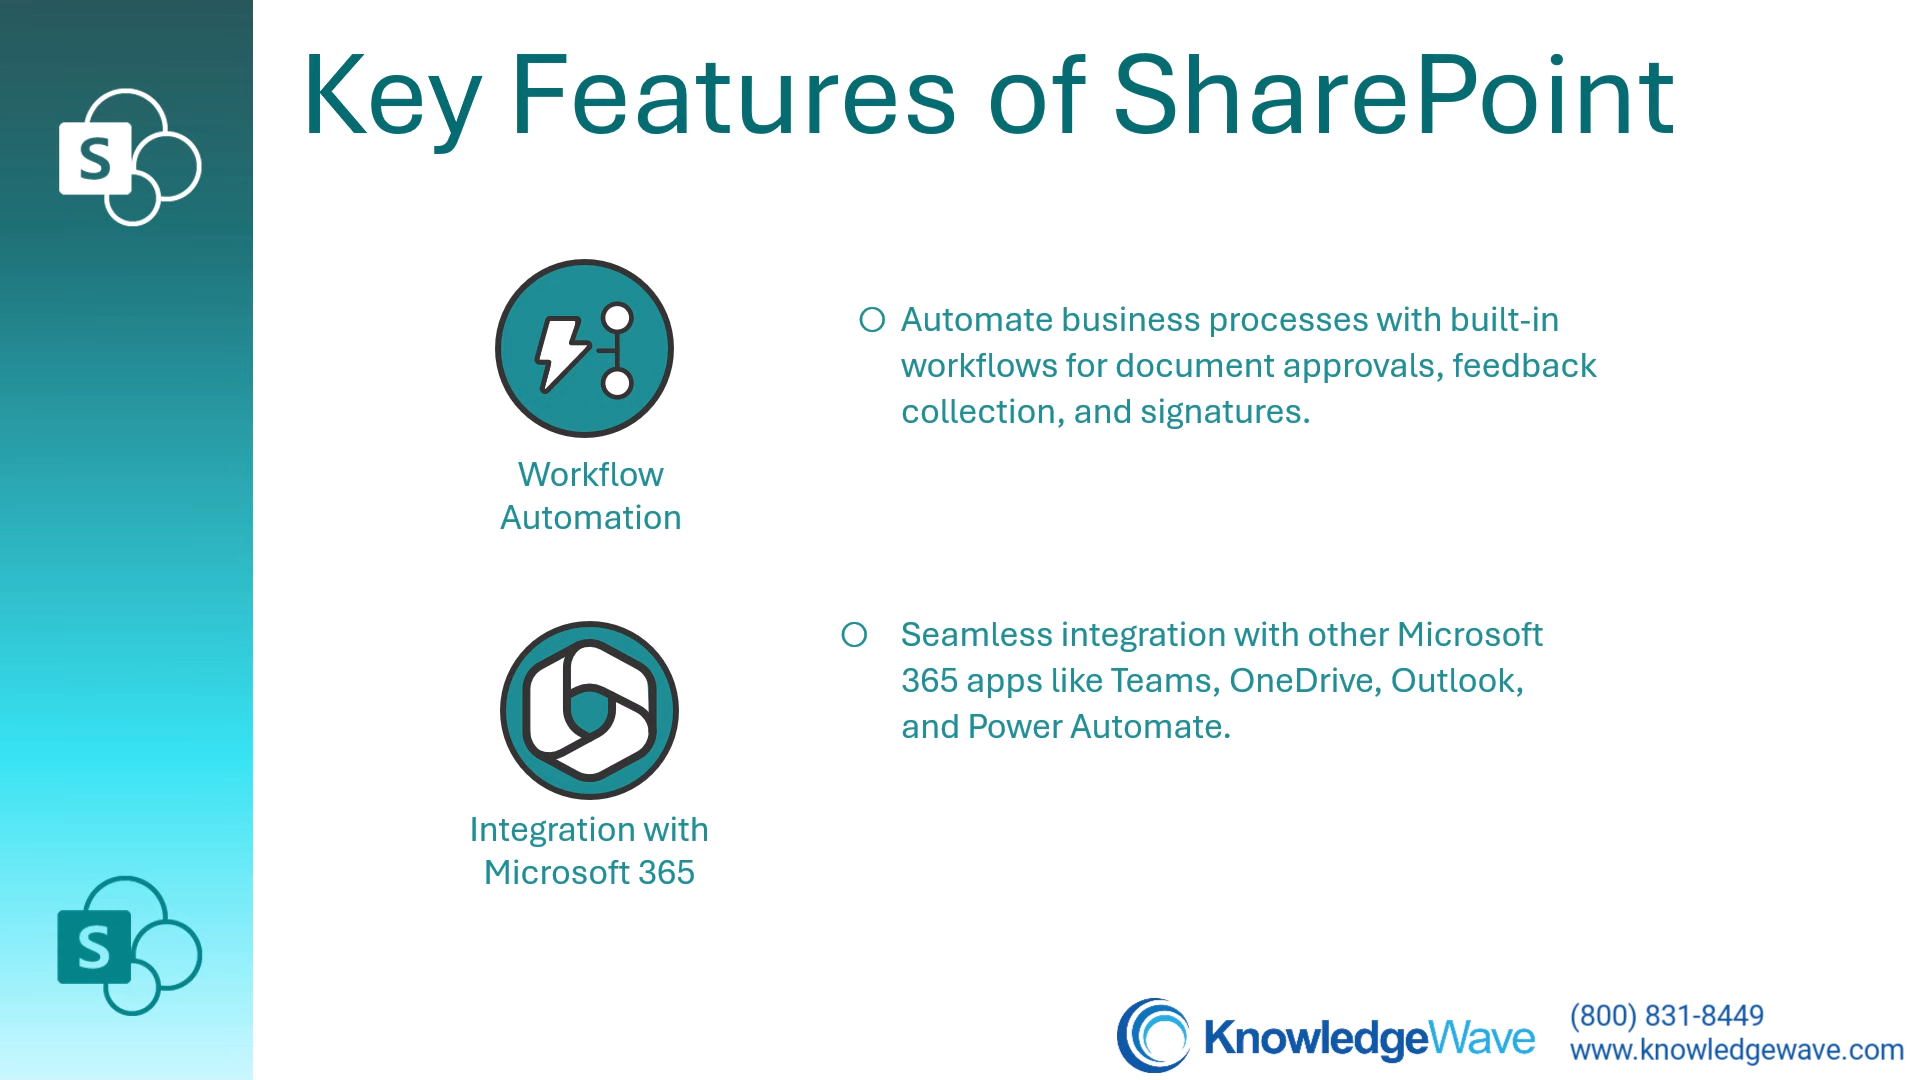 Key Features of SharePoint
S
Automate business processes with built-in
workflows for document approvals, feedback
collection, and signatures.
Workflow
Automation
Seamless integration with other Microsoft
365 apps like Teams, OneDrive, Outlook,
and Power Automate.
Integration with
Microsoft 365
S
KnowledgeWave
(800) 831-8449
www.knowledgewave.com